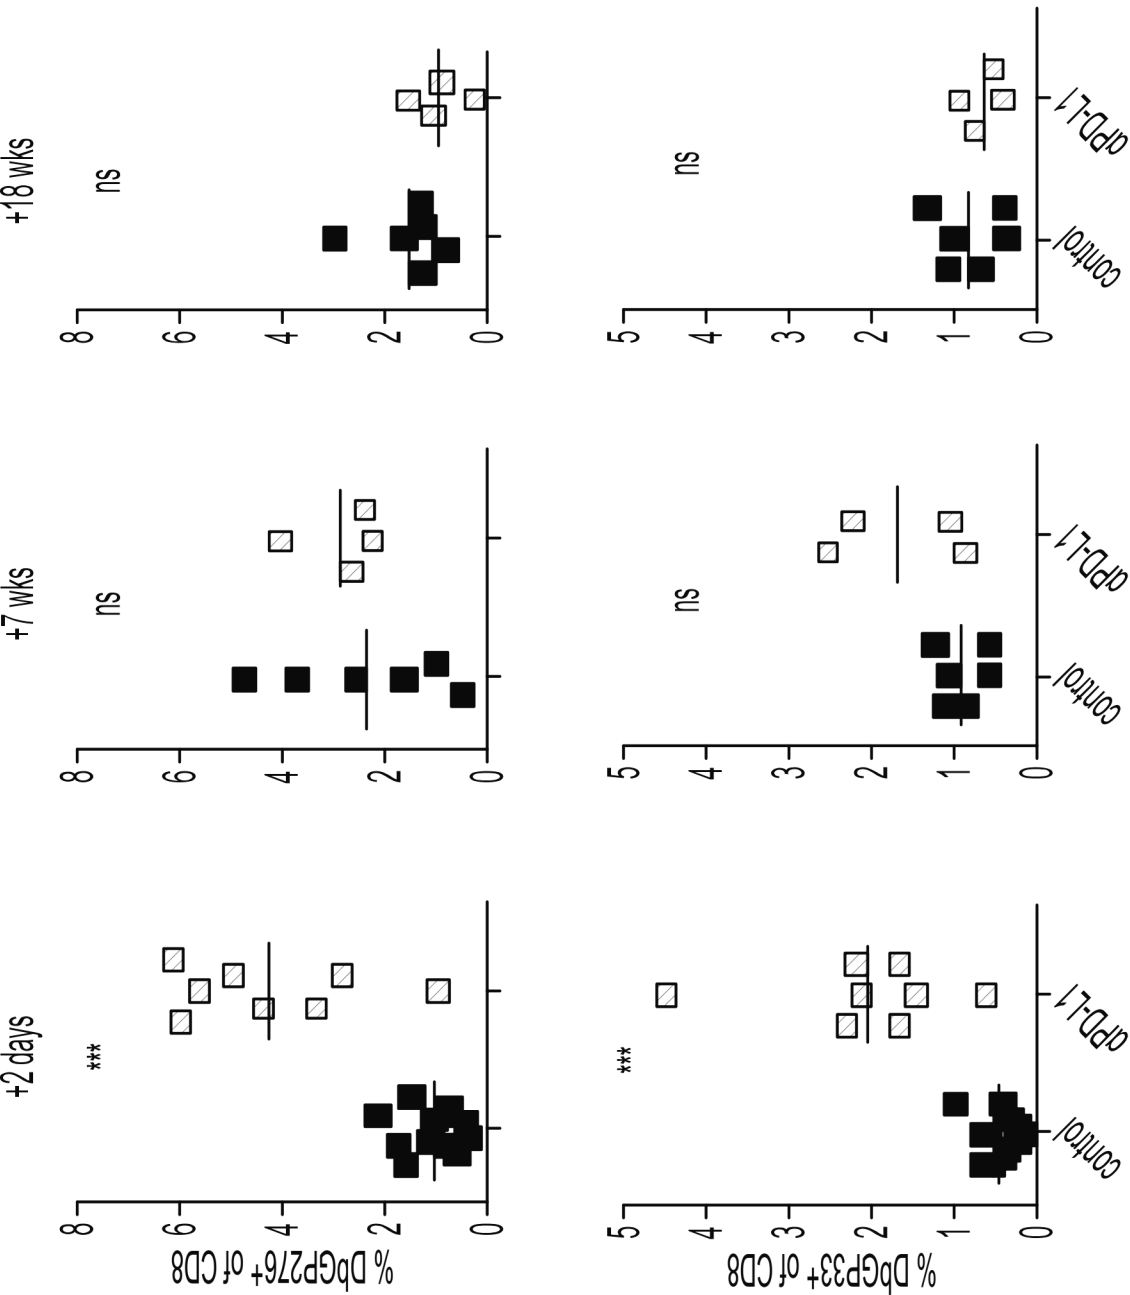 +2 days
+7 wks
+18 wks
% DbGP276+ of CD8
8
6
4
2
0
***
8
6
4
2
0
ns
8
6
4
2
0
ns
% DbGP33+ of CD8
5
4
3
2
1
0
***
control
αPD-L1
5
4
3
2
1
0
ns
control
αPD-L1
5
4
3
2
1
0
ns
control
αPD-L1